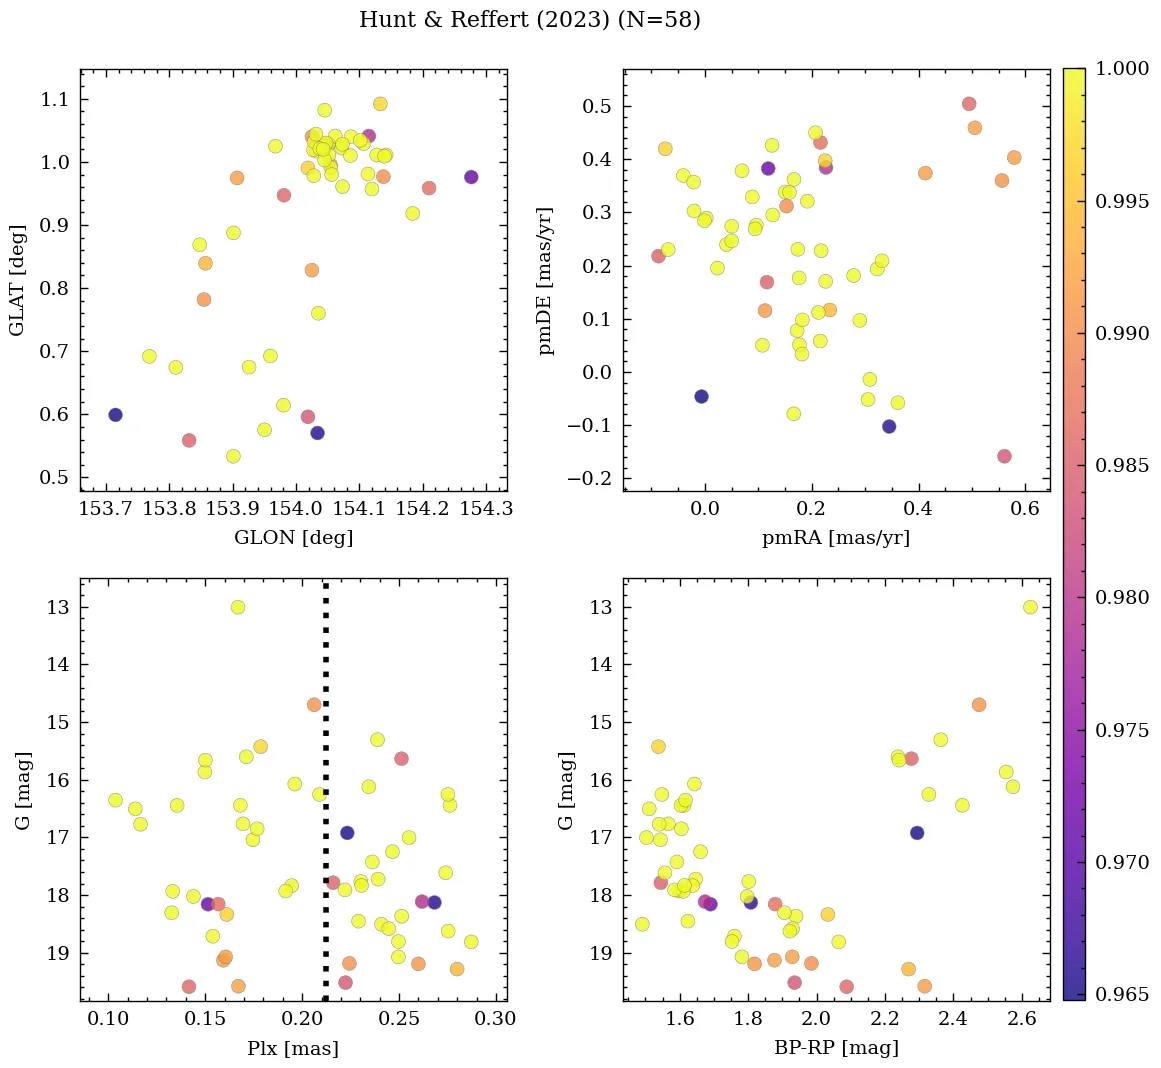 Hunt & Reffert (2023) (N=58)
1.1
1.0
0.9
0.8
0.7
0.6
0.5
GLAT [deg]
153.7 153.8 153.9 154.0 154.1 154.2 154.3
GLON [deg]
0.5
0.4
0.3
0.2
0.1
0.0
−0.1
−0.2
pmDE [mas/yr]
0.0 0.2 0.4 0.6
pmRA [mas/yr]
13
14
15
16
17
18
19
G [mag]
0.10 0.15 0.20 0.25 0.30
Plx [mas]
13
14
15
16
17
18
19
G [mag]
1.6 1.8 2.0 2.2 2.4 2.6
BP-RP [mag]
1.000
0.995
0.990
0.985
0.980
0.975
0.970
0.965